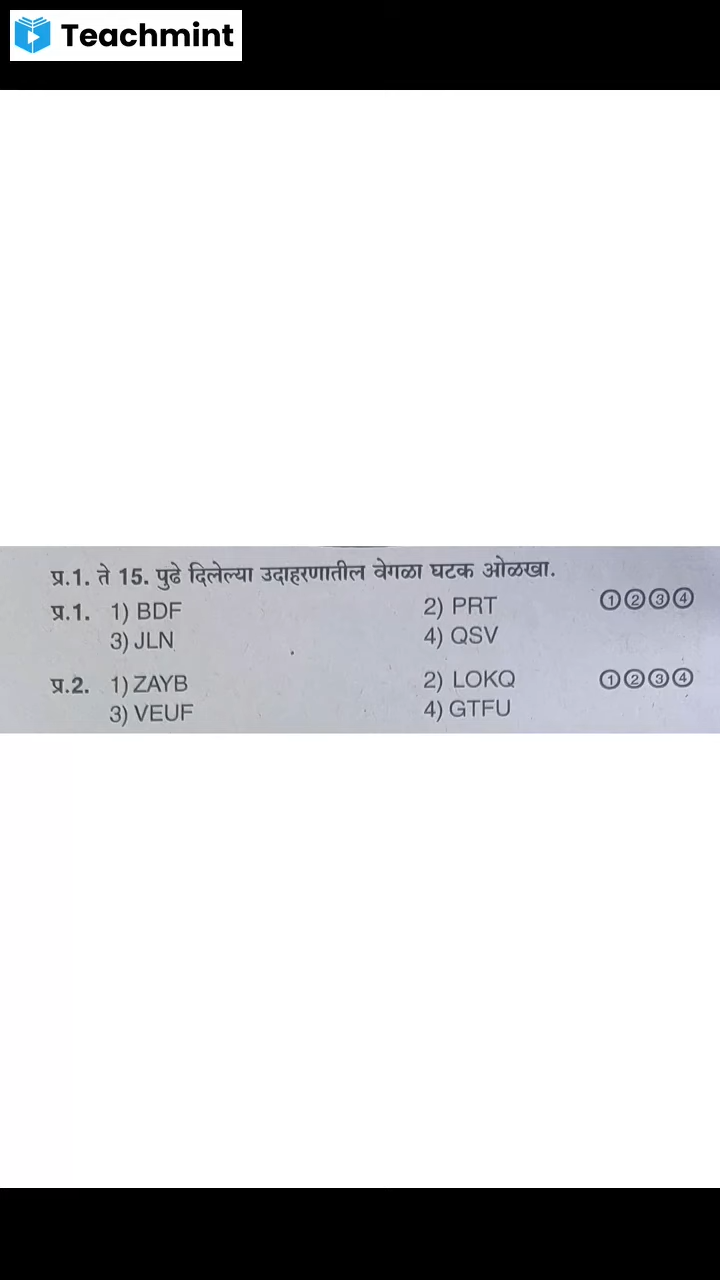 Teachmint
प्र.1. ते 15. पुढे दिलेल्या उदाहरणातील वेगळा घटक ओळखा.
प्र.1. 1) BDF 2) PRT ①②③④
3) JLN 4) QSV
प्र.2. 1) ZAYB 2) LOKQ ①②③④
3) VEUF 4) GTFU